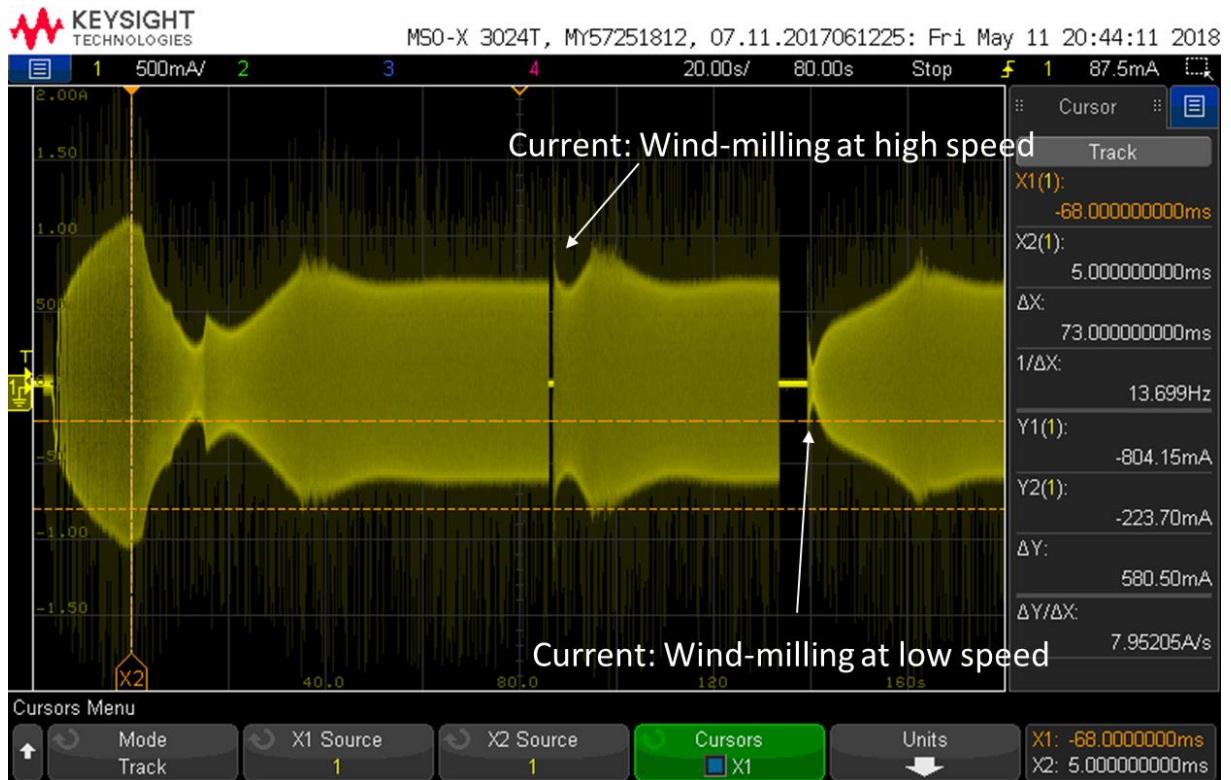 KEYSIGHT
TECHNOLOGIES
MSO-X 3024T, MY57251812, 07.11.2017061225: Fri May 11 20:44:11 2018
1 500mA/ 2 3 4 20.00s/ 80.00s Stop 1 87.5mA
2.00A
1.50
1.00
500
-1.00
-1.50
T
1
Current: Wind-milling at high speed
Current: Wind-milling at low speed
X2
40.0 80.0 120 160s
Cursor
Track
X1(1):
-68.000000000ms
X2(1):
5.000000000ms
ΔX:
73.000000000ms
1/ΔX:
13.699Hz
Y1(1):
-804.15mA
Y2(1):
-223.70mA
ΔY:
580.50mA
ΔY/ΔX:
7.95205A/s
Cursors Menu
Mode
Track
X1 Source
1
X2 Source
1
Cursors
X1
Units
X1: -68.0000000ms
X2: 5.000000000ms